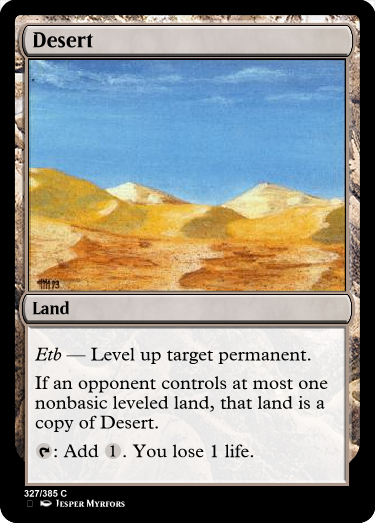 Desert
Land
Etb — Level up target permanent.
If an opponent controls at most one
nonbasic leveled land, that land is a
copy of Desert.
: Add 1. You lose 1 life.
327/385 C
Jesper Myrfors